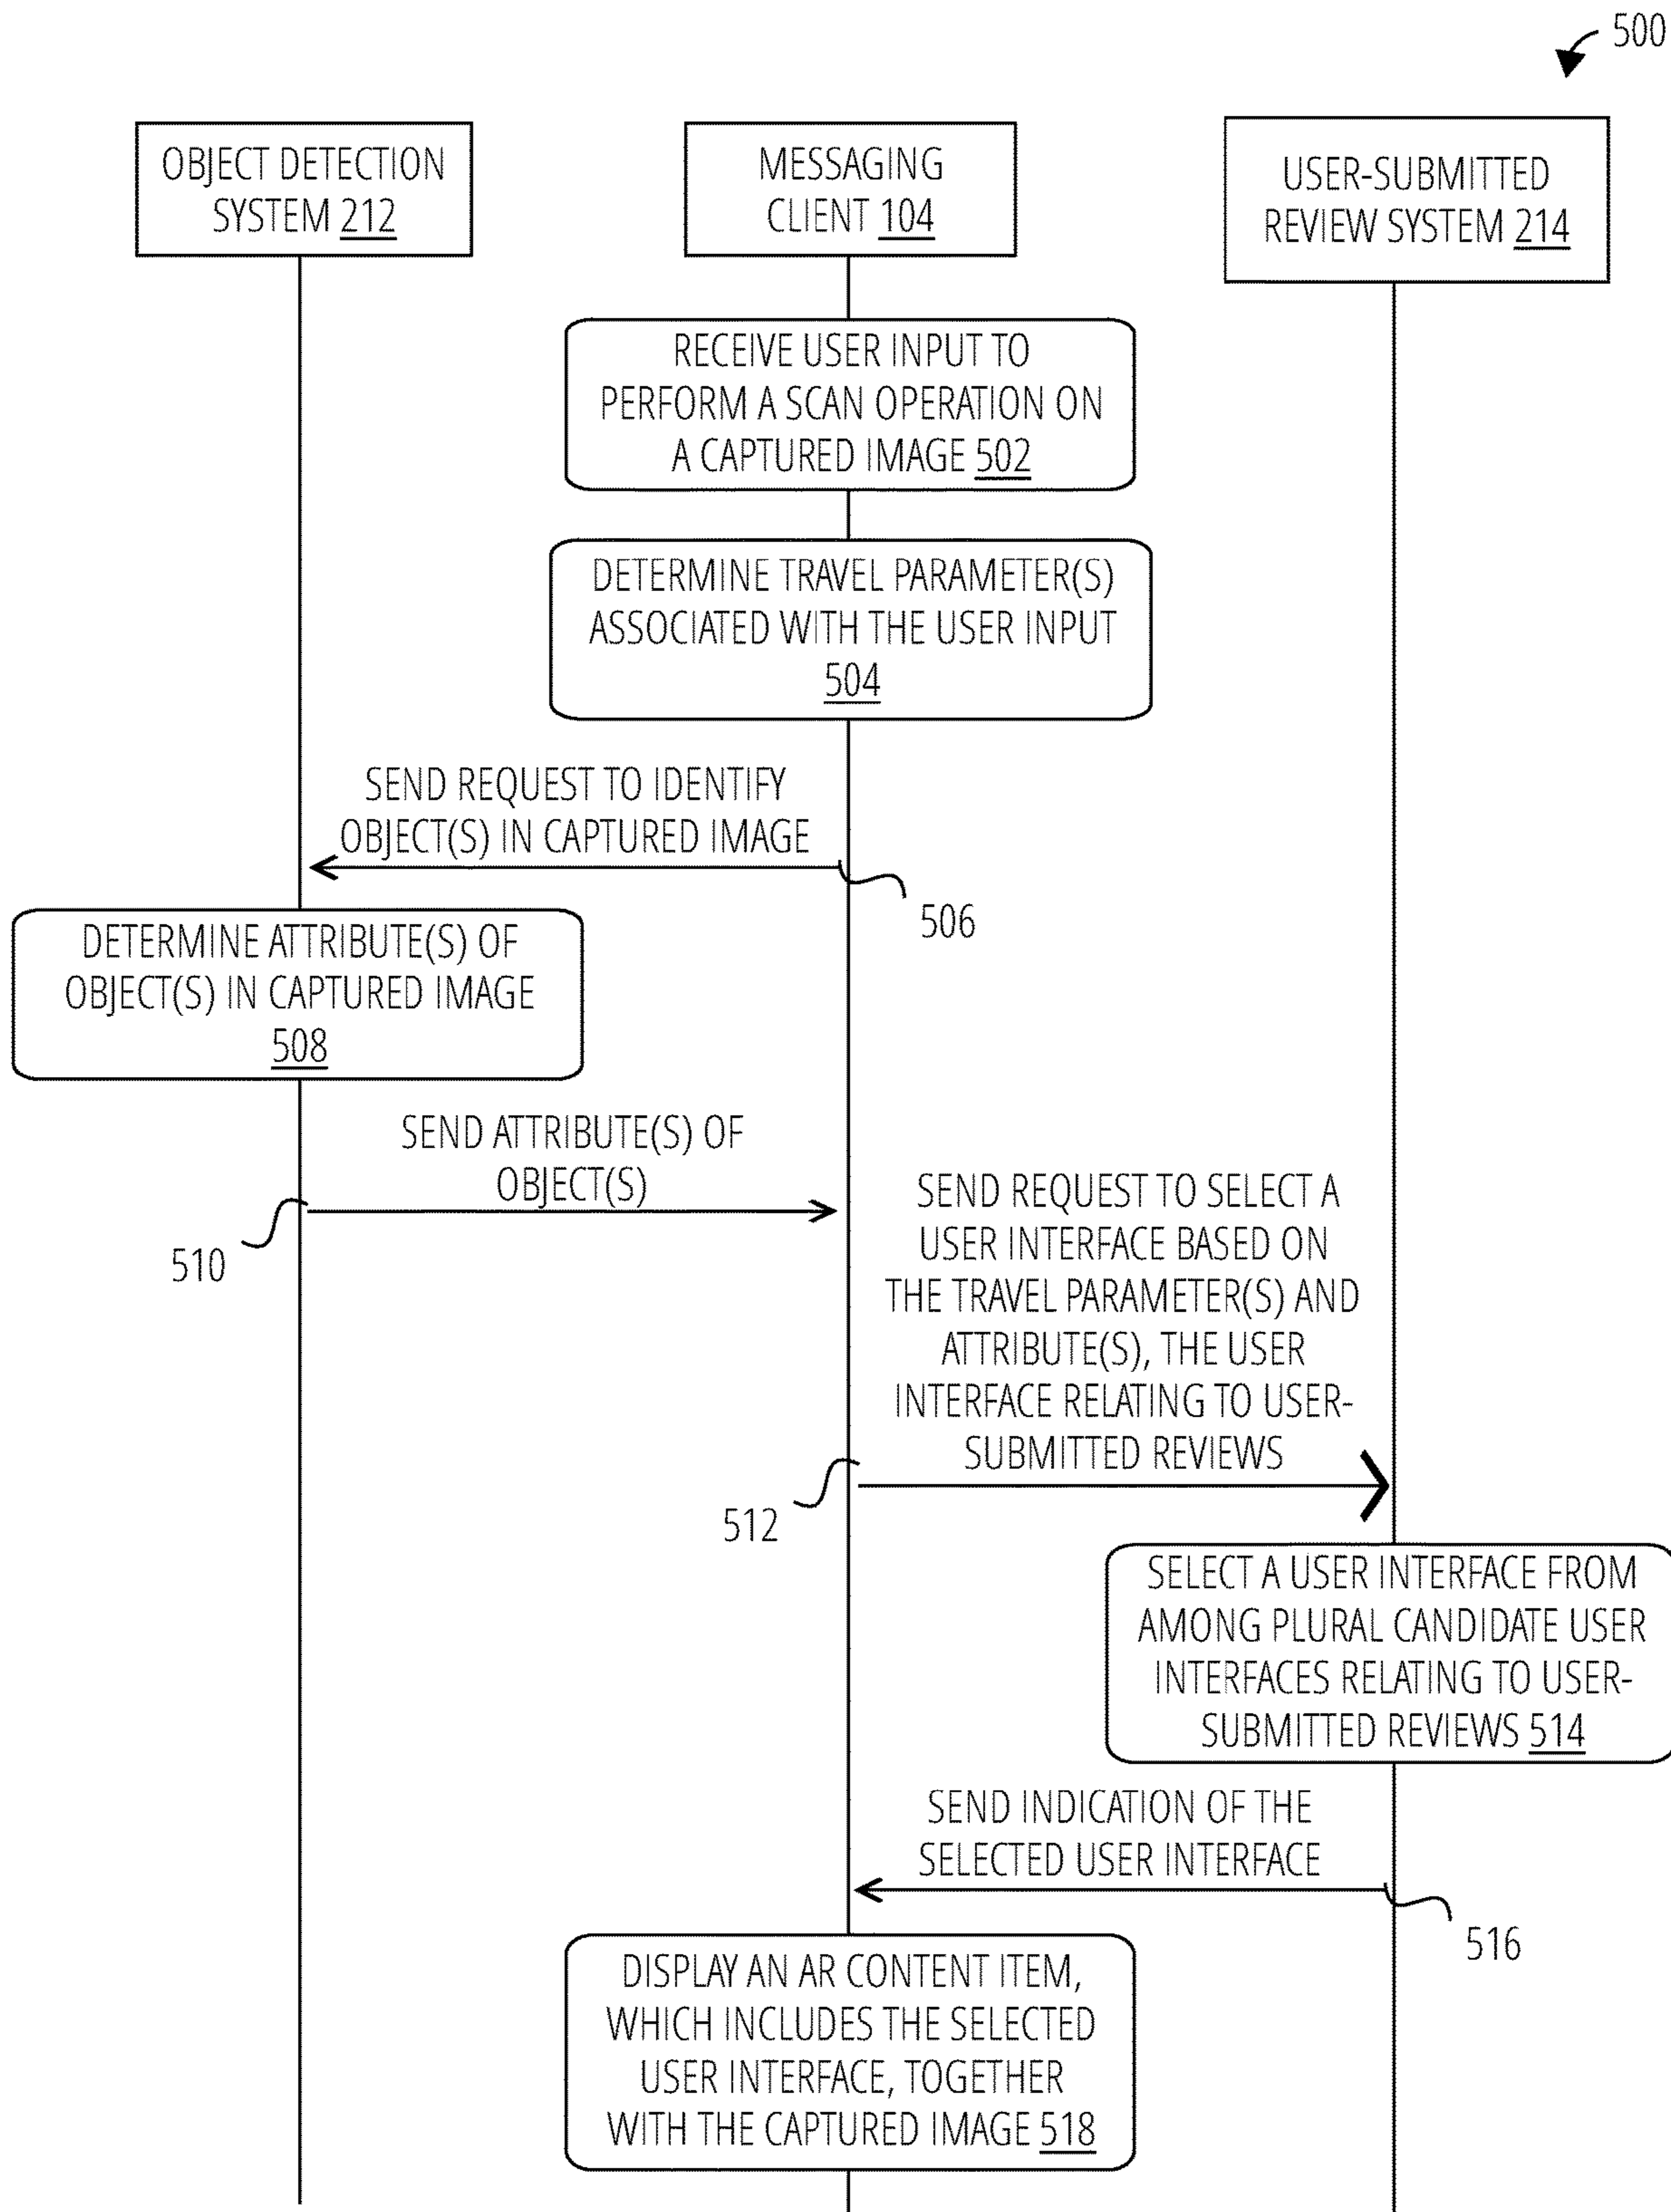 500
OBJECT DETECTION
SYSTEM 212
MESSAGING
CLIENT 104
USER-SUBMITTED
REVIEW SYSTEM 214
RECEIVE USER INPUT TO
PERFORM A SCAN OPERATION ON
A CAPTURED IMAGE 502
DETERMINE TRAVEL PARAMETER(S)
ASSOCIATED WITH THE USER INPUT
504
SEND REQUEST TO IDENTIFY
OBJECT(S) IN CAPTURED IMAGE
506
DETERMINE ATTRIBUTE(S) OF
OBJECT(S) IN CAPTURED IMAGE
508
SEND ATTRIBUTE(S) OF
OBJECT(S)
510
SEND REQUEST TO SELECT A
USER INTERFACE BASED ON
THE TRAVEL PARAMETER(S) AND
ATTRIBUTE(S), THE USER
INTERFACE RELATING TO USER-
SUBMITTED REVIEWS
512
SELECT A USER INTERFACE FROM
AMONG PLURAL CANDIDATE USER
INTERFACES RELATING TO USER-
SUBMITTED REVIEWS 514
SEND INDICATION OF THE
SELECTED USER INTERFACE
516
DISPLAY AN AR CONTENT ITEM,
WHICH INCLUDES THE SELECTED
USER INTERFACE, TOGETHER
WITH THE CAPTURED IMAGE 518